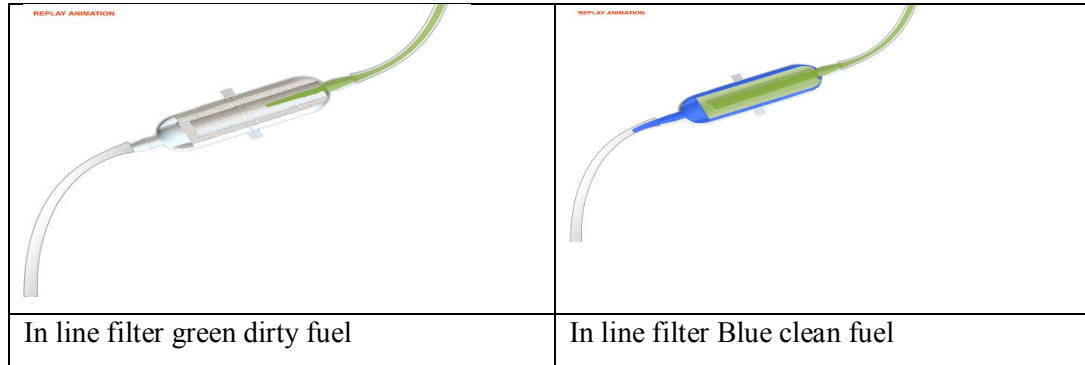 REPLAY ANIMATION
REPLAY ANIMATION
In line filter green dirty fuel
In line filter Blue clean fuel